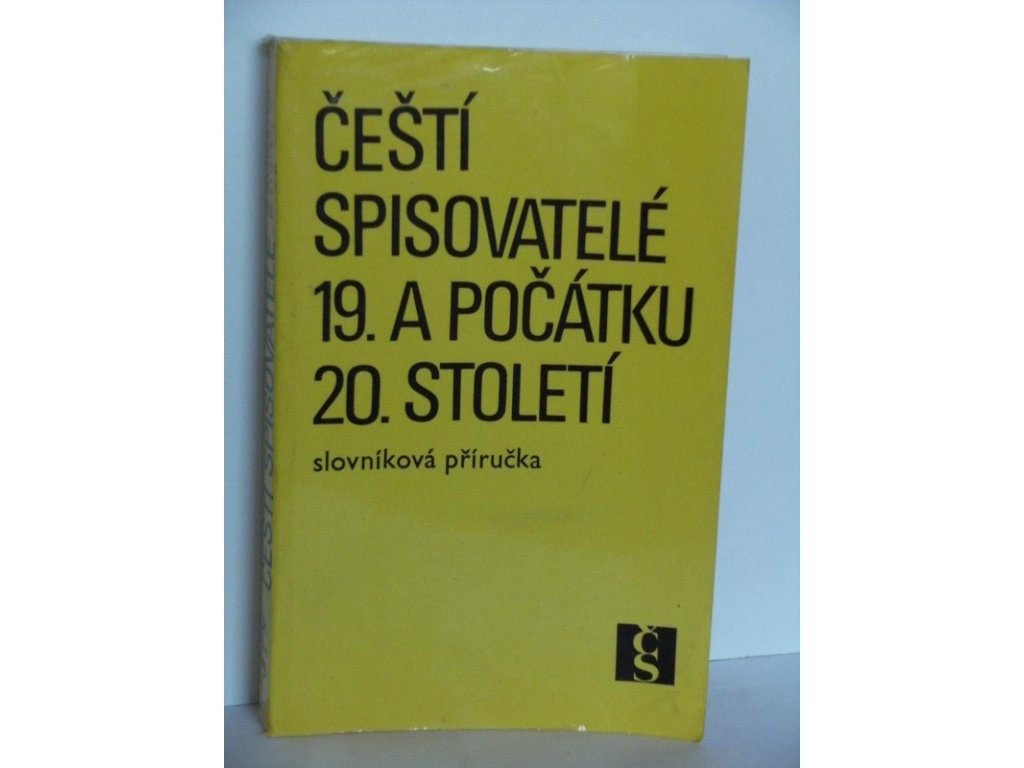 ČEŠTÍ
SPISOVATELÉ
19. A POČÁTKU
20. STOLETÍ
slovníková příručka
ČS
ČEŠTÍ SPISOVATELÉ